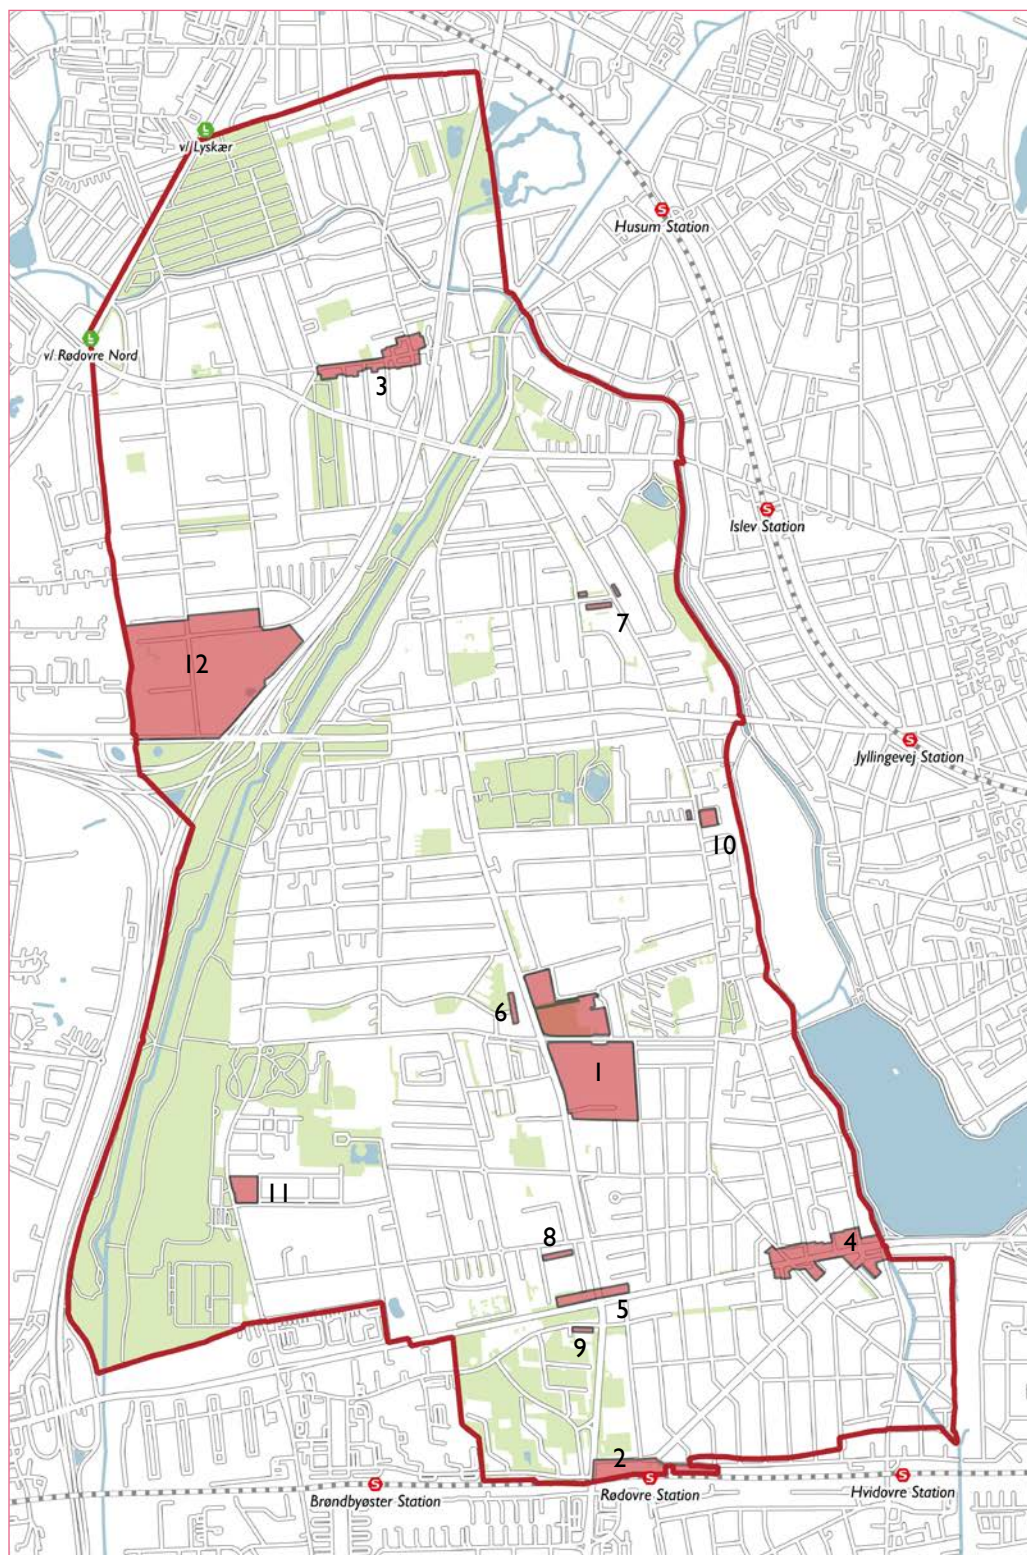 L
v/ Lyskær
S
Husum Station
L
v/ Rødovre Nord
3
S
Islev Station
7
12
S
Jyllingevej Station
10
6
1
11
8
4
5
9
2
S
Brøndbyøster Station
S
Rødovre Station
S
Hvidovre Station